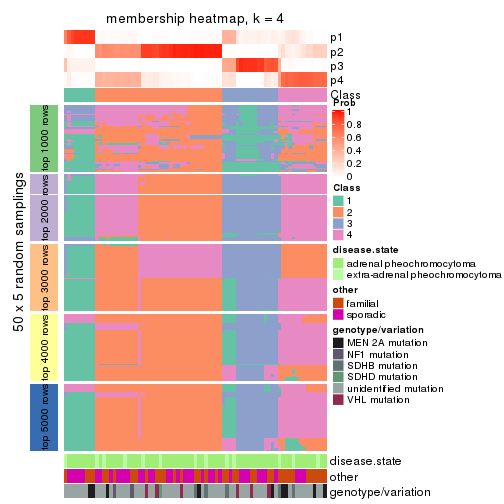 membership heatmap, k = 4
p1
p2
p3
p4
Class
50 x 5 random samplings
top 1000 rows
top 2000 rows
top 3000 rows
top 4000 rows
top 5000 rows
Prob
1
0.8
0.6
0.4
0.2
0
Class
1
2
3
4
disease.state
adrenal pheochromocytoma
extra-adrenal pheochromocytoma
other
familial
sporadic
genotype/variation
MEN 2A mutation
NF1 mutation
SDHB mutation
SDHD mutation
unidentified mutation
VHL mutation
disease.state
other
genotype/variation